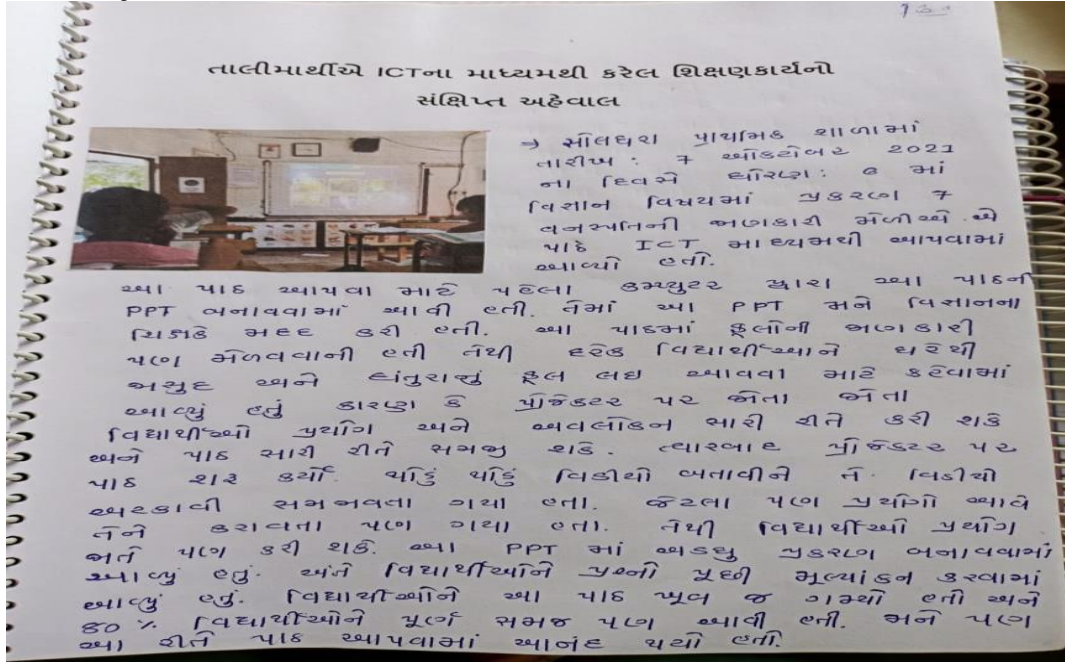 તાલીમાર્થીએ ICTના માધ્યમથી કરેલ શિક્ષણકાર્યનો
સંક્ષિપ્ત અહેવાલ
→ સોલધરા પ્રાથમિક શાળામાં
તારીખ : 7 ઓક્ટોબર 2021
ના દિવસે ધોરણ : ૬ માં
વિજ્ઞાન વિષયમાં પ્રકરણ 7
વનસ્પતિની જાણકારી મેળવીએ એ
પાઠ ICT માધ્યમથી આપવામાં
આવ્યો હતો.
આ પાઠ આપવા માટે પહેલા કમ્પ્યુટર દ્વારા આ પાઠની
PPT બનાવવામાં આવી હતી. તેમાં આ PPT મને વિજ્ઞાનના
શિક્ષકે મદદ કરી હતી. આ પાઠમાં ફૂલોની જાણકારી
પણ મેળવવાની હતી તેથી દરેક વિદ્યાર્થીઓને ઘરેથી
જાસુદ અને ધંતુરાનું ફૂલ લઇ આવવા માટે કહેવામાં
આવ્યું હતું કારણ કે પ્રોજેક્ટર પર જોતા જોતા
વિદ્યાર્થીઓ પ્રયોગ અને અવલોકન સારી રીતે કરી શકે
અને પાઠ સારી રીતે સમજી શકે. ત્યારબાદ પ્રોજેક્ટર પર
પાઠ શરૂ કર્યો. થોડું થોડું વિડીયો બતાવીને તે વિડીયો
અટકાવી સમજાવતા ગયા હતા. જેટલા પણ પ્રયોગો આવે
તેને કરાવતા પણ ગયા હતા. તેથી વિદ્યાર્થીઓ પ્રયોગ
જાતે પણ કરી શકે. આ PPT માં અડધુ પ્રકરણ બનાવવામાં
આવ્યું હતું. અંતે વિદ્યાર્થીઓને પ્રશ્નો પૂછી મૂલ્યાંકન કરવામાં
આવ્યું હતું. વિદ્યાર્થીઓને આ પાઠ ખૂબ જ ગમ્યો હતો અને
80 % વિદ્યાર્થીઓને પૂર્ણ સમજ પણ આવી હતી. મને પણ
આ રીતે પાઠ આપવામાં આનંદ થયો હતો.